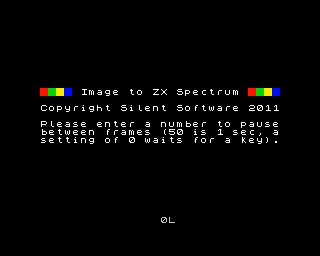 Image to ZX Spectrum
Copyright Silent Software 2011
Please enter a number to pause
between frames (50 is 1 sec, a
setting of 0 waits for a key).
0L